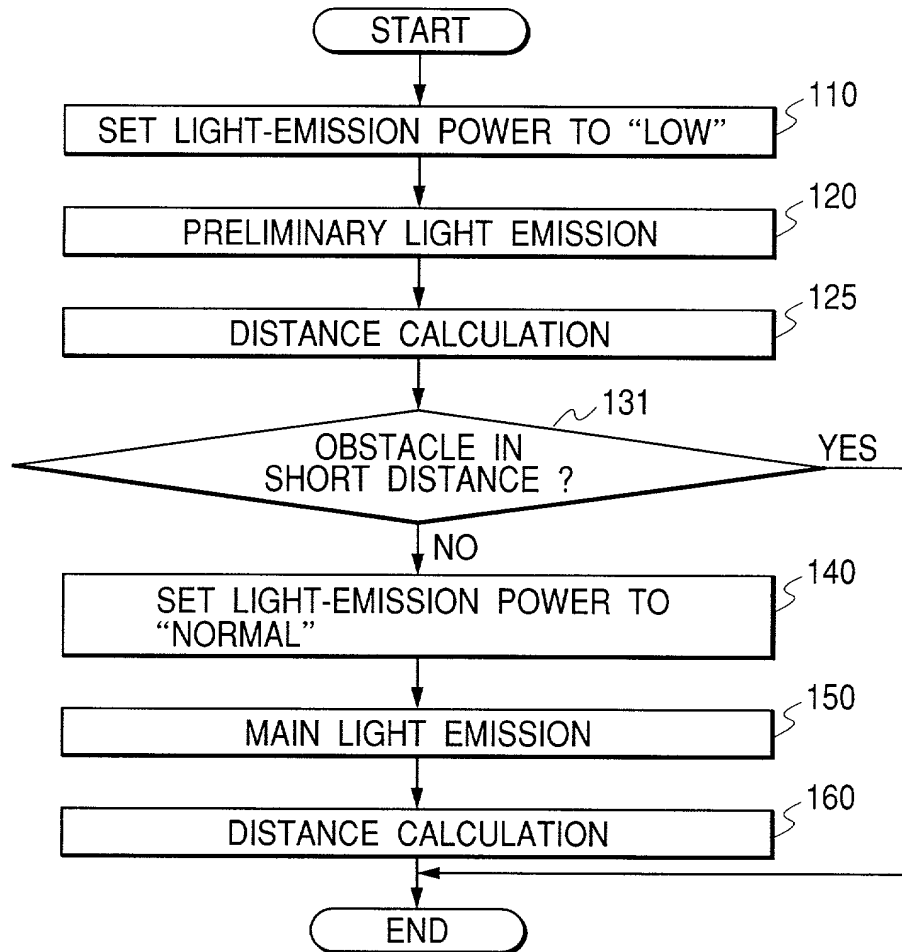 START
SET LIGHT-EMISSION POWER TO “LOW”
110
PRELIMINARY LIGHT EMISSION
120
DISTANCE CALCULATION
125
OBSTACLE IN
SHORT DISTANCE ?
131
YES
NO
SET LIGHT-EMISSION POWER TO
“NORMAL”
140
MAIN LIGHT EMISSION
150
DISTANCE CALCULATION
160
END